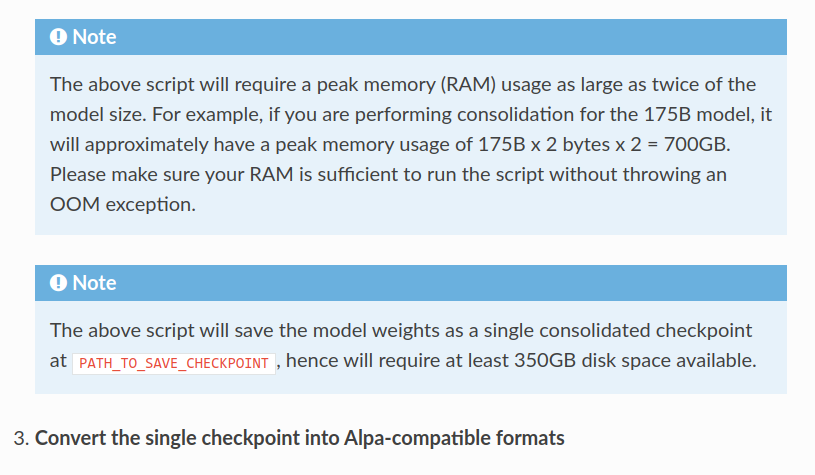 Note
The above script will require a peak memory (RAM) usage as large as twice of the
model size. For example, if you are performing consolidation for the 175B model, it
will approximately have a peak memory usage of 175B x 2 bytes x 2 = 700GB.
Please make sure your RAM is sufficient to run the script without throwing an
OOM exception.
Note
The above script will save the model weights as a single consolidated checkpoint
at PATH_TO_SAVE_CHECKPOINT , hence will require at least 350GB disk space available.
3. Convert the single checkpoint into Alpa-compatible formats